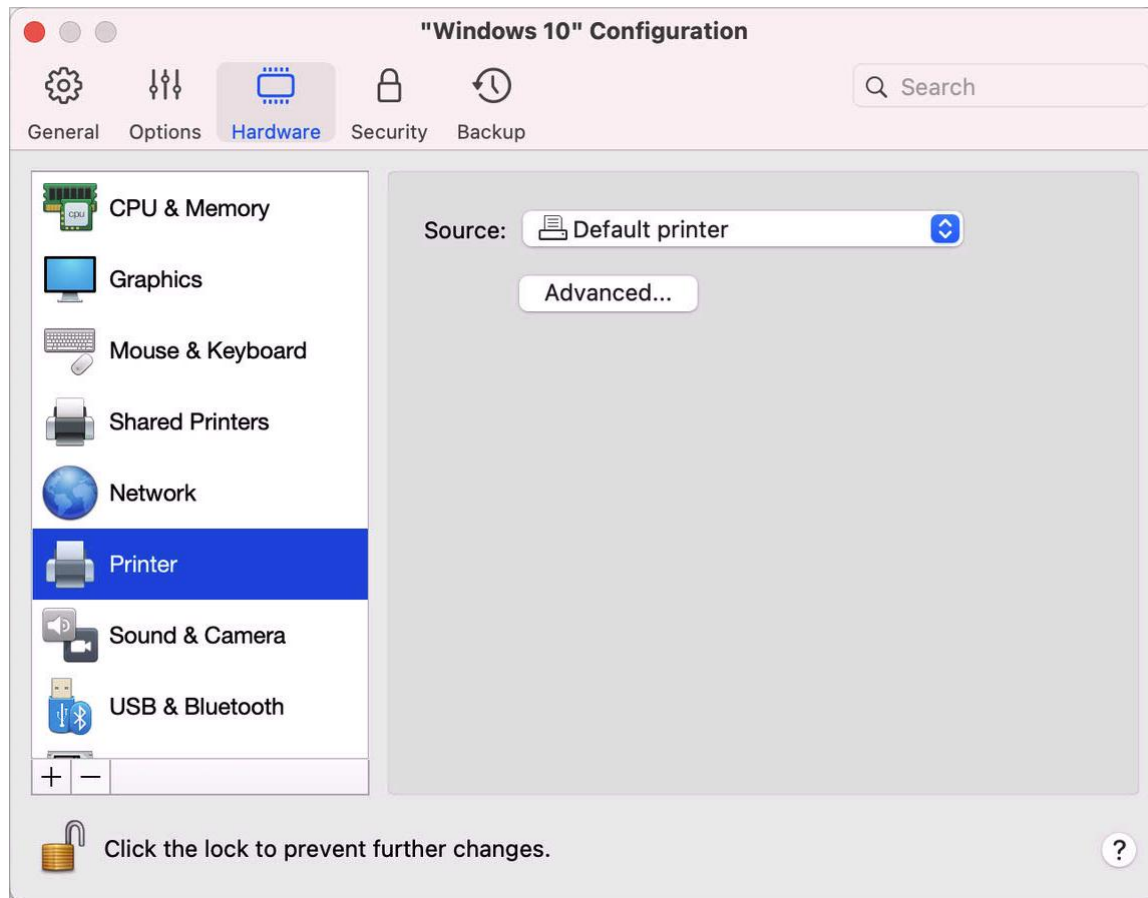 "Windows 10" Configuration
General Options Hardware Security Backup
Search
CPU & Memory
Graphics
Mouse & Keyboard
Shared Printers
Network
Printer
Sound & Camera
USB & Bluetooth
Source: Default printer
Advanced...
Click the lock to prevent further changes.
?